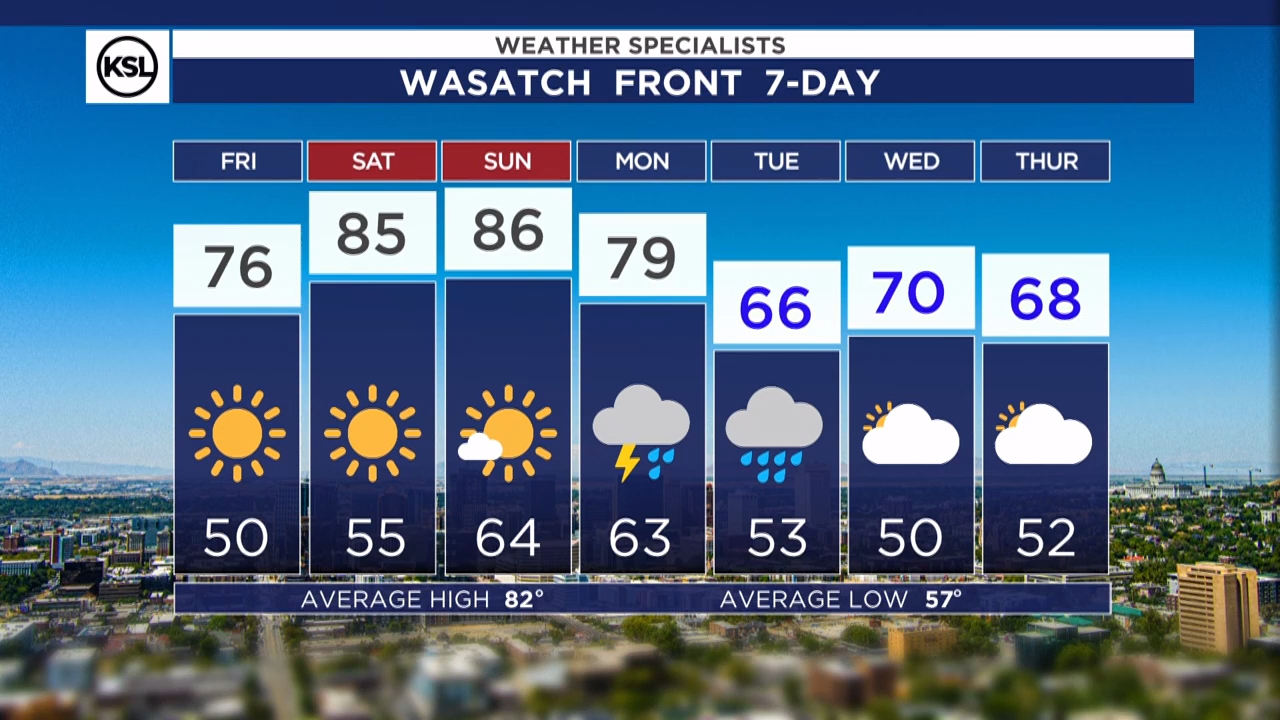 KSL
WEATHER SPECIALISTS
WASATCH FRONT 7-DAY
FRI SAT SUN MON TUE WED THUR
76 85 86 79 66 70 68
50 55 64 63 53 50 52
AVERAGE HIGH 82° AVERAGE LOW 57°